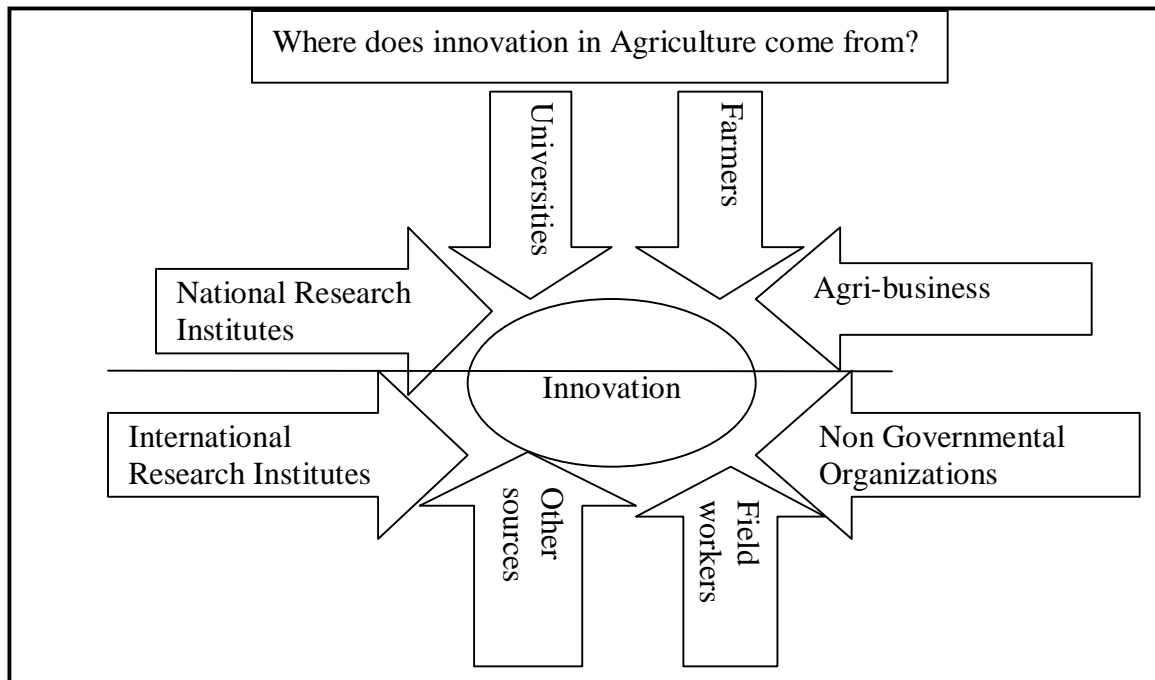 Where does innovation in Agriculture come from?
Universities
Farmers
National Research
Institutes
Agri-business
Innovation
International
Research Institutes
Non Governmental
Organizations
Other
sources
Field
workers